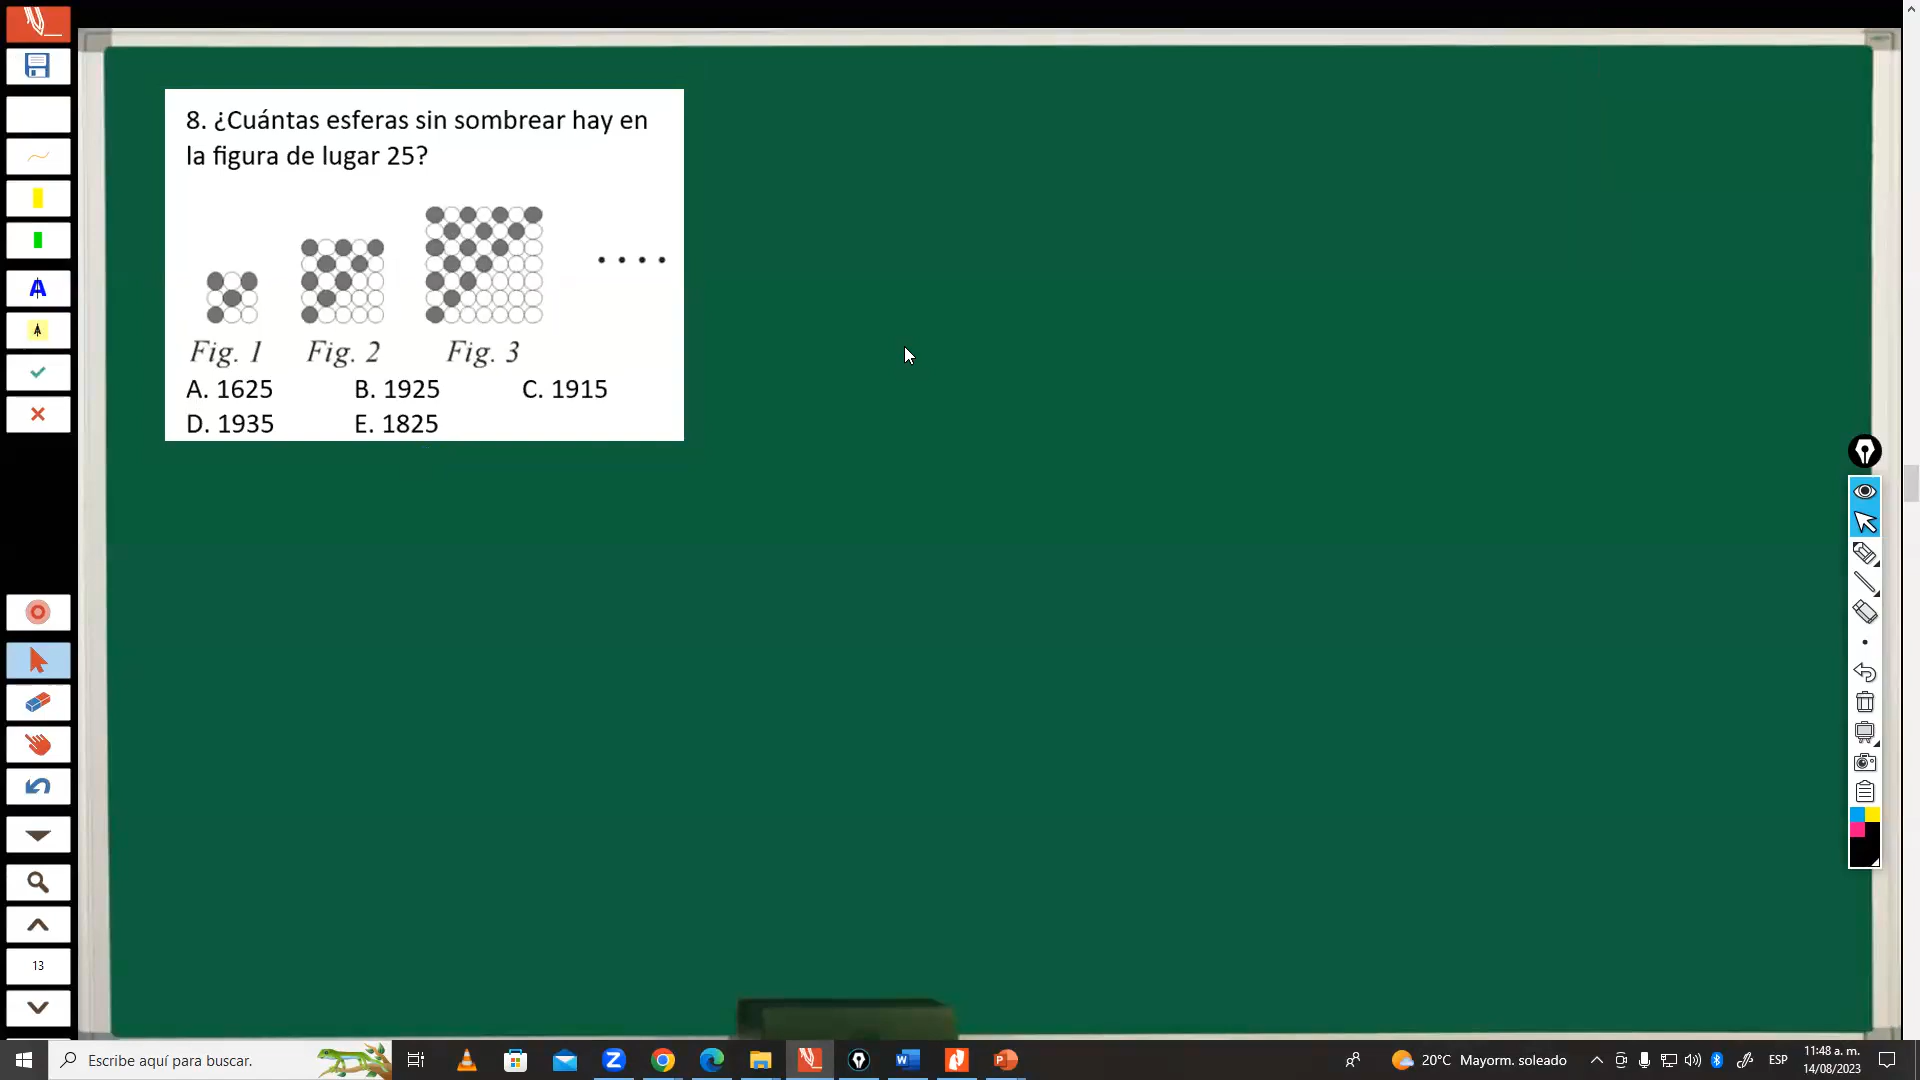 8. ¿Cuántas esferas sin sombrear hay en
la figura de lugar 25?
Fig. 1 Fig. 2 Fig. 3
A. 1625 B. 1925 C. 1915
D. 1935 E. 1825
13
Escribe aquí para buscar.
20°C Mayorm. soleado
ESP
11:48 a. m.
14/08/2023